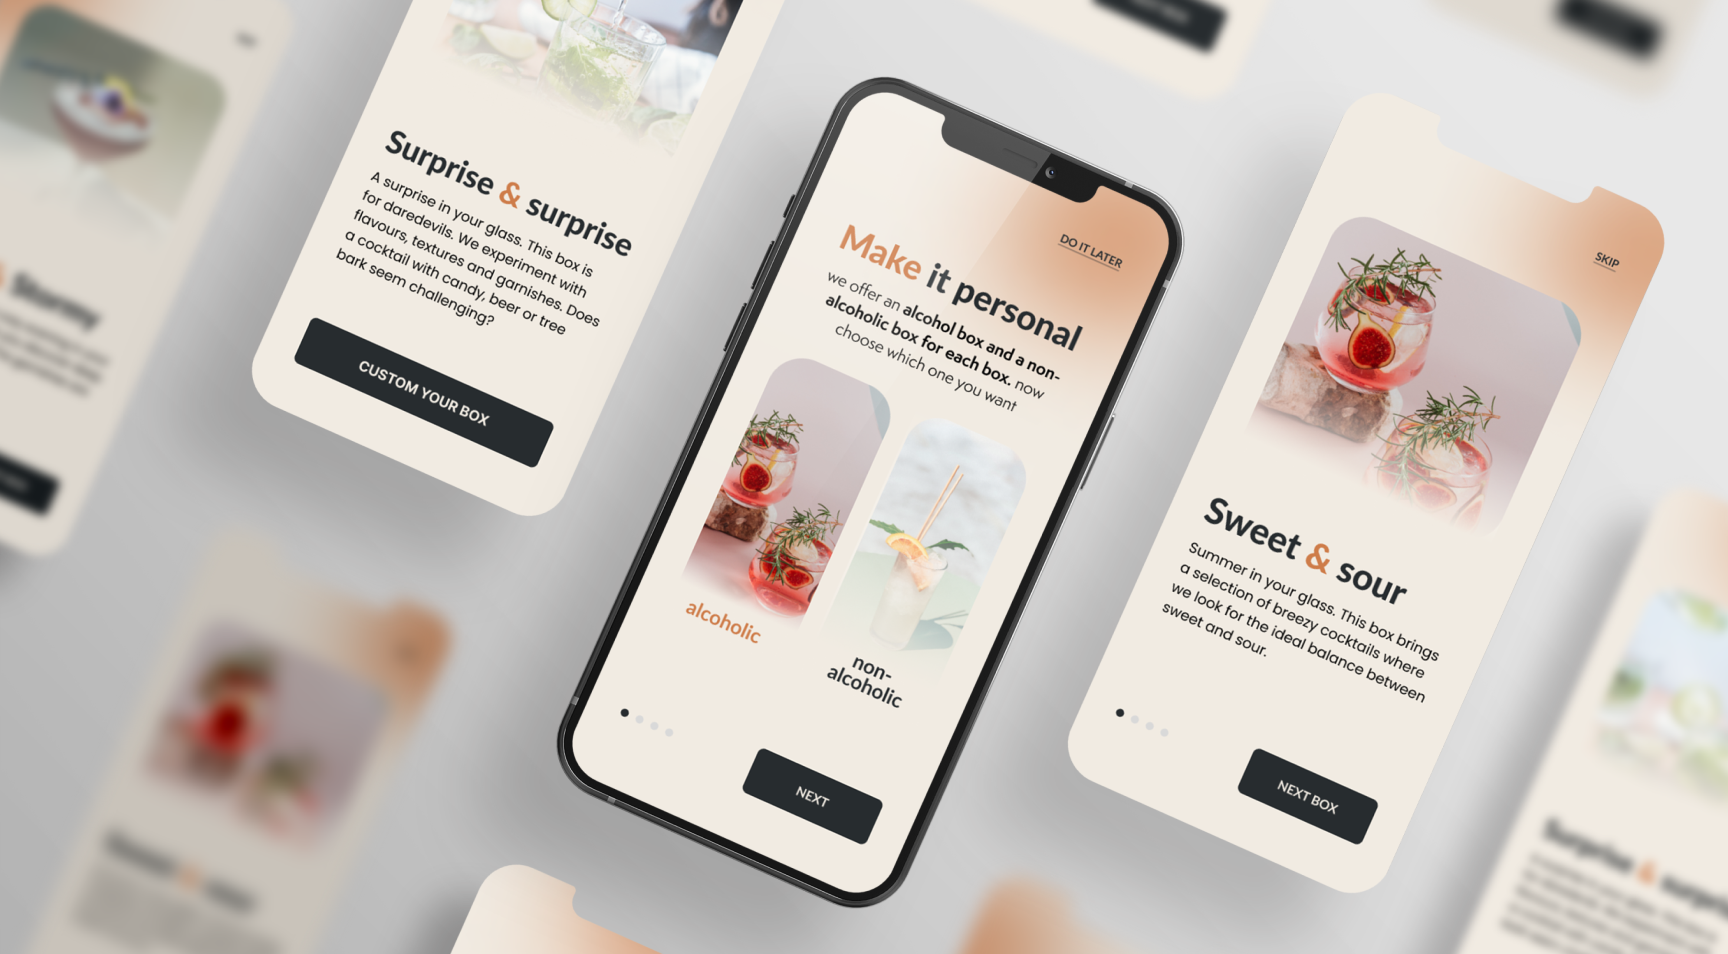 Surprise & surprise
A surprise in your glass. This box is
for daredevils. We experiment with
flavours, textures and garnishes. Does
a cocktail with candy, beer or tree
bark seem challenging?
CUSTOM YOUR BOX
DO IT LATER
Make it personal
we offer an alcohol box and a non-
alcoholic box for each box. now
choose which one you want
alcoholic
non-
alcoholic
NEXT
SKIP
Sweet & sour
Summer in your glass. This box brings
a selection of breezy cocktails where
we look for the ideal balance between
sweet and sour.
NEXT BOX
& Stormy
Surprise & surpris